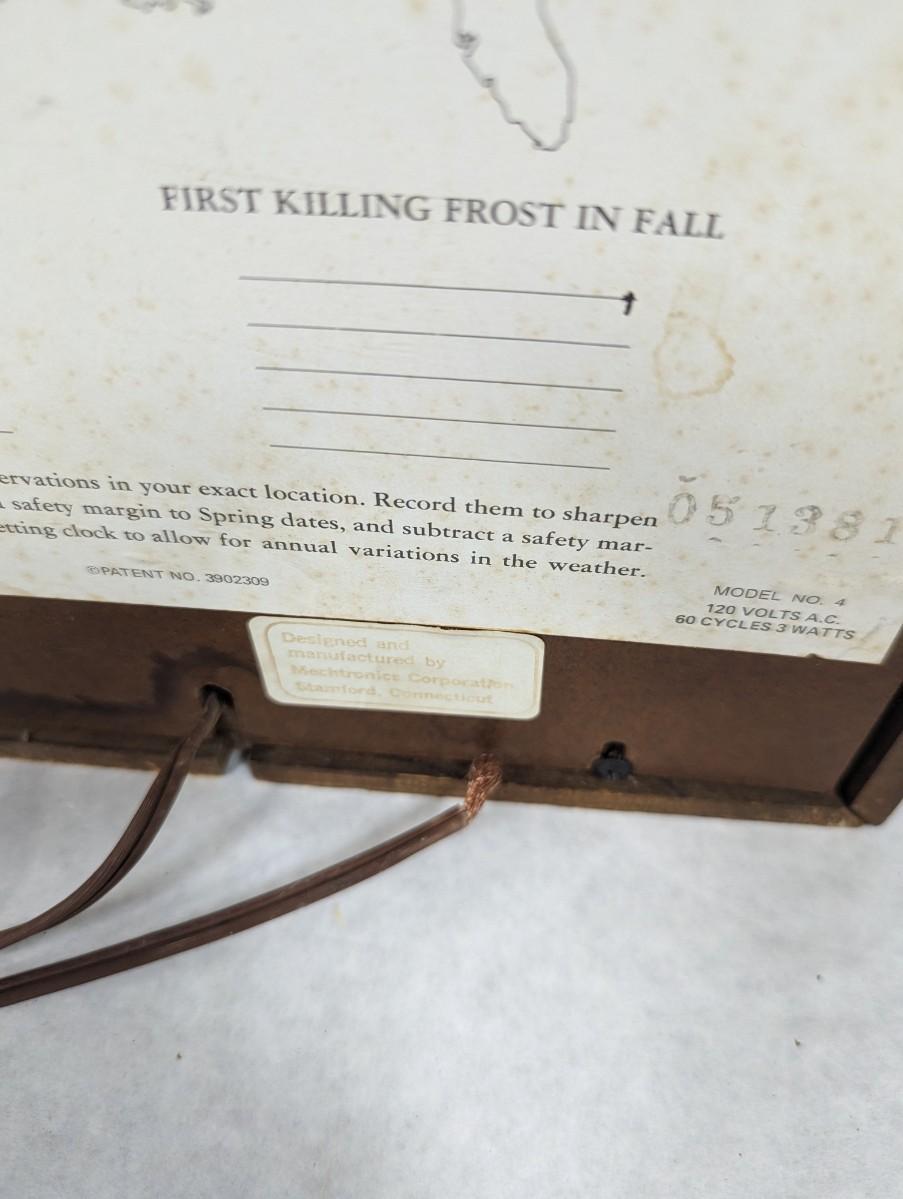 FIRST KILLING FROST IN FALL
ervations in your exact location. Record them to sharpen
safety margin to Spring dates, and subtract a safety mar-
etting clock to allow for annual variations in the weather.
051381
©PATENT NO. 3902309
MODEL NO. 4
120 VOLTS A.C.
60 CYCLES 3 WATTS
Designed and
manufactured by
Mechtronics Corporation
Stamford, Connecticut